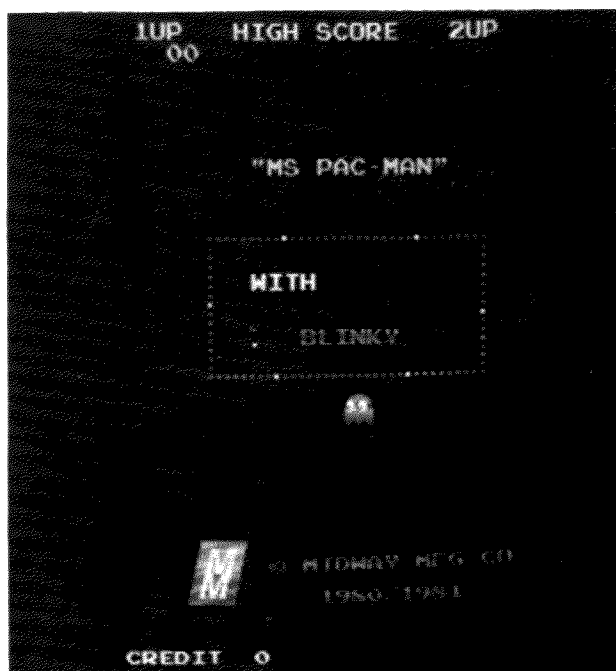 1UP HIGH SCORE 2UP
00
"MS PAC-MAN"
WITH
BLINKY
M
M
© MIDWAY MFG CO
1980/1981
CREDIT 0